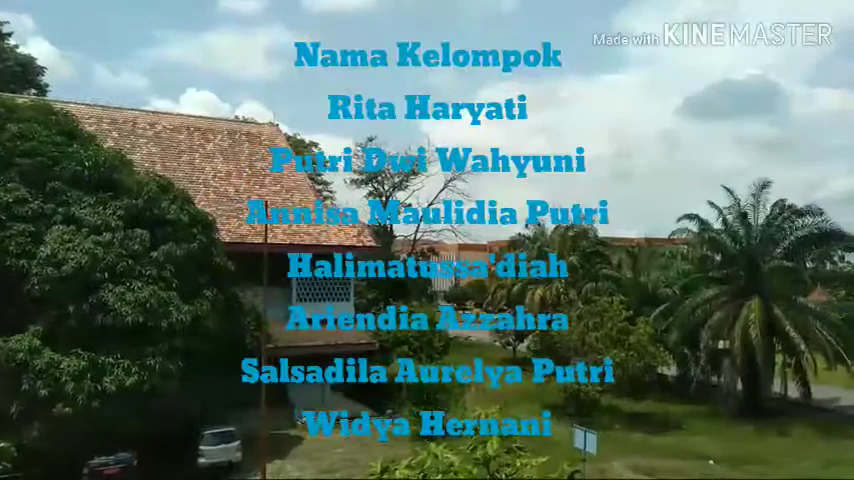 Made with KINEMASTER
Nama Kelompok
Rita Haryati
Putri Dwi Wahyuni
Annisa Maulidia Putri
Halimatussa'diah
Ariendia Azzahra
Salsadila Aurelya Putri
Widya Hernani